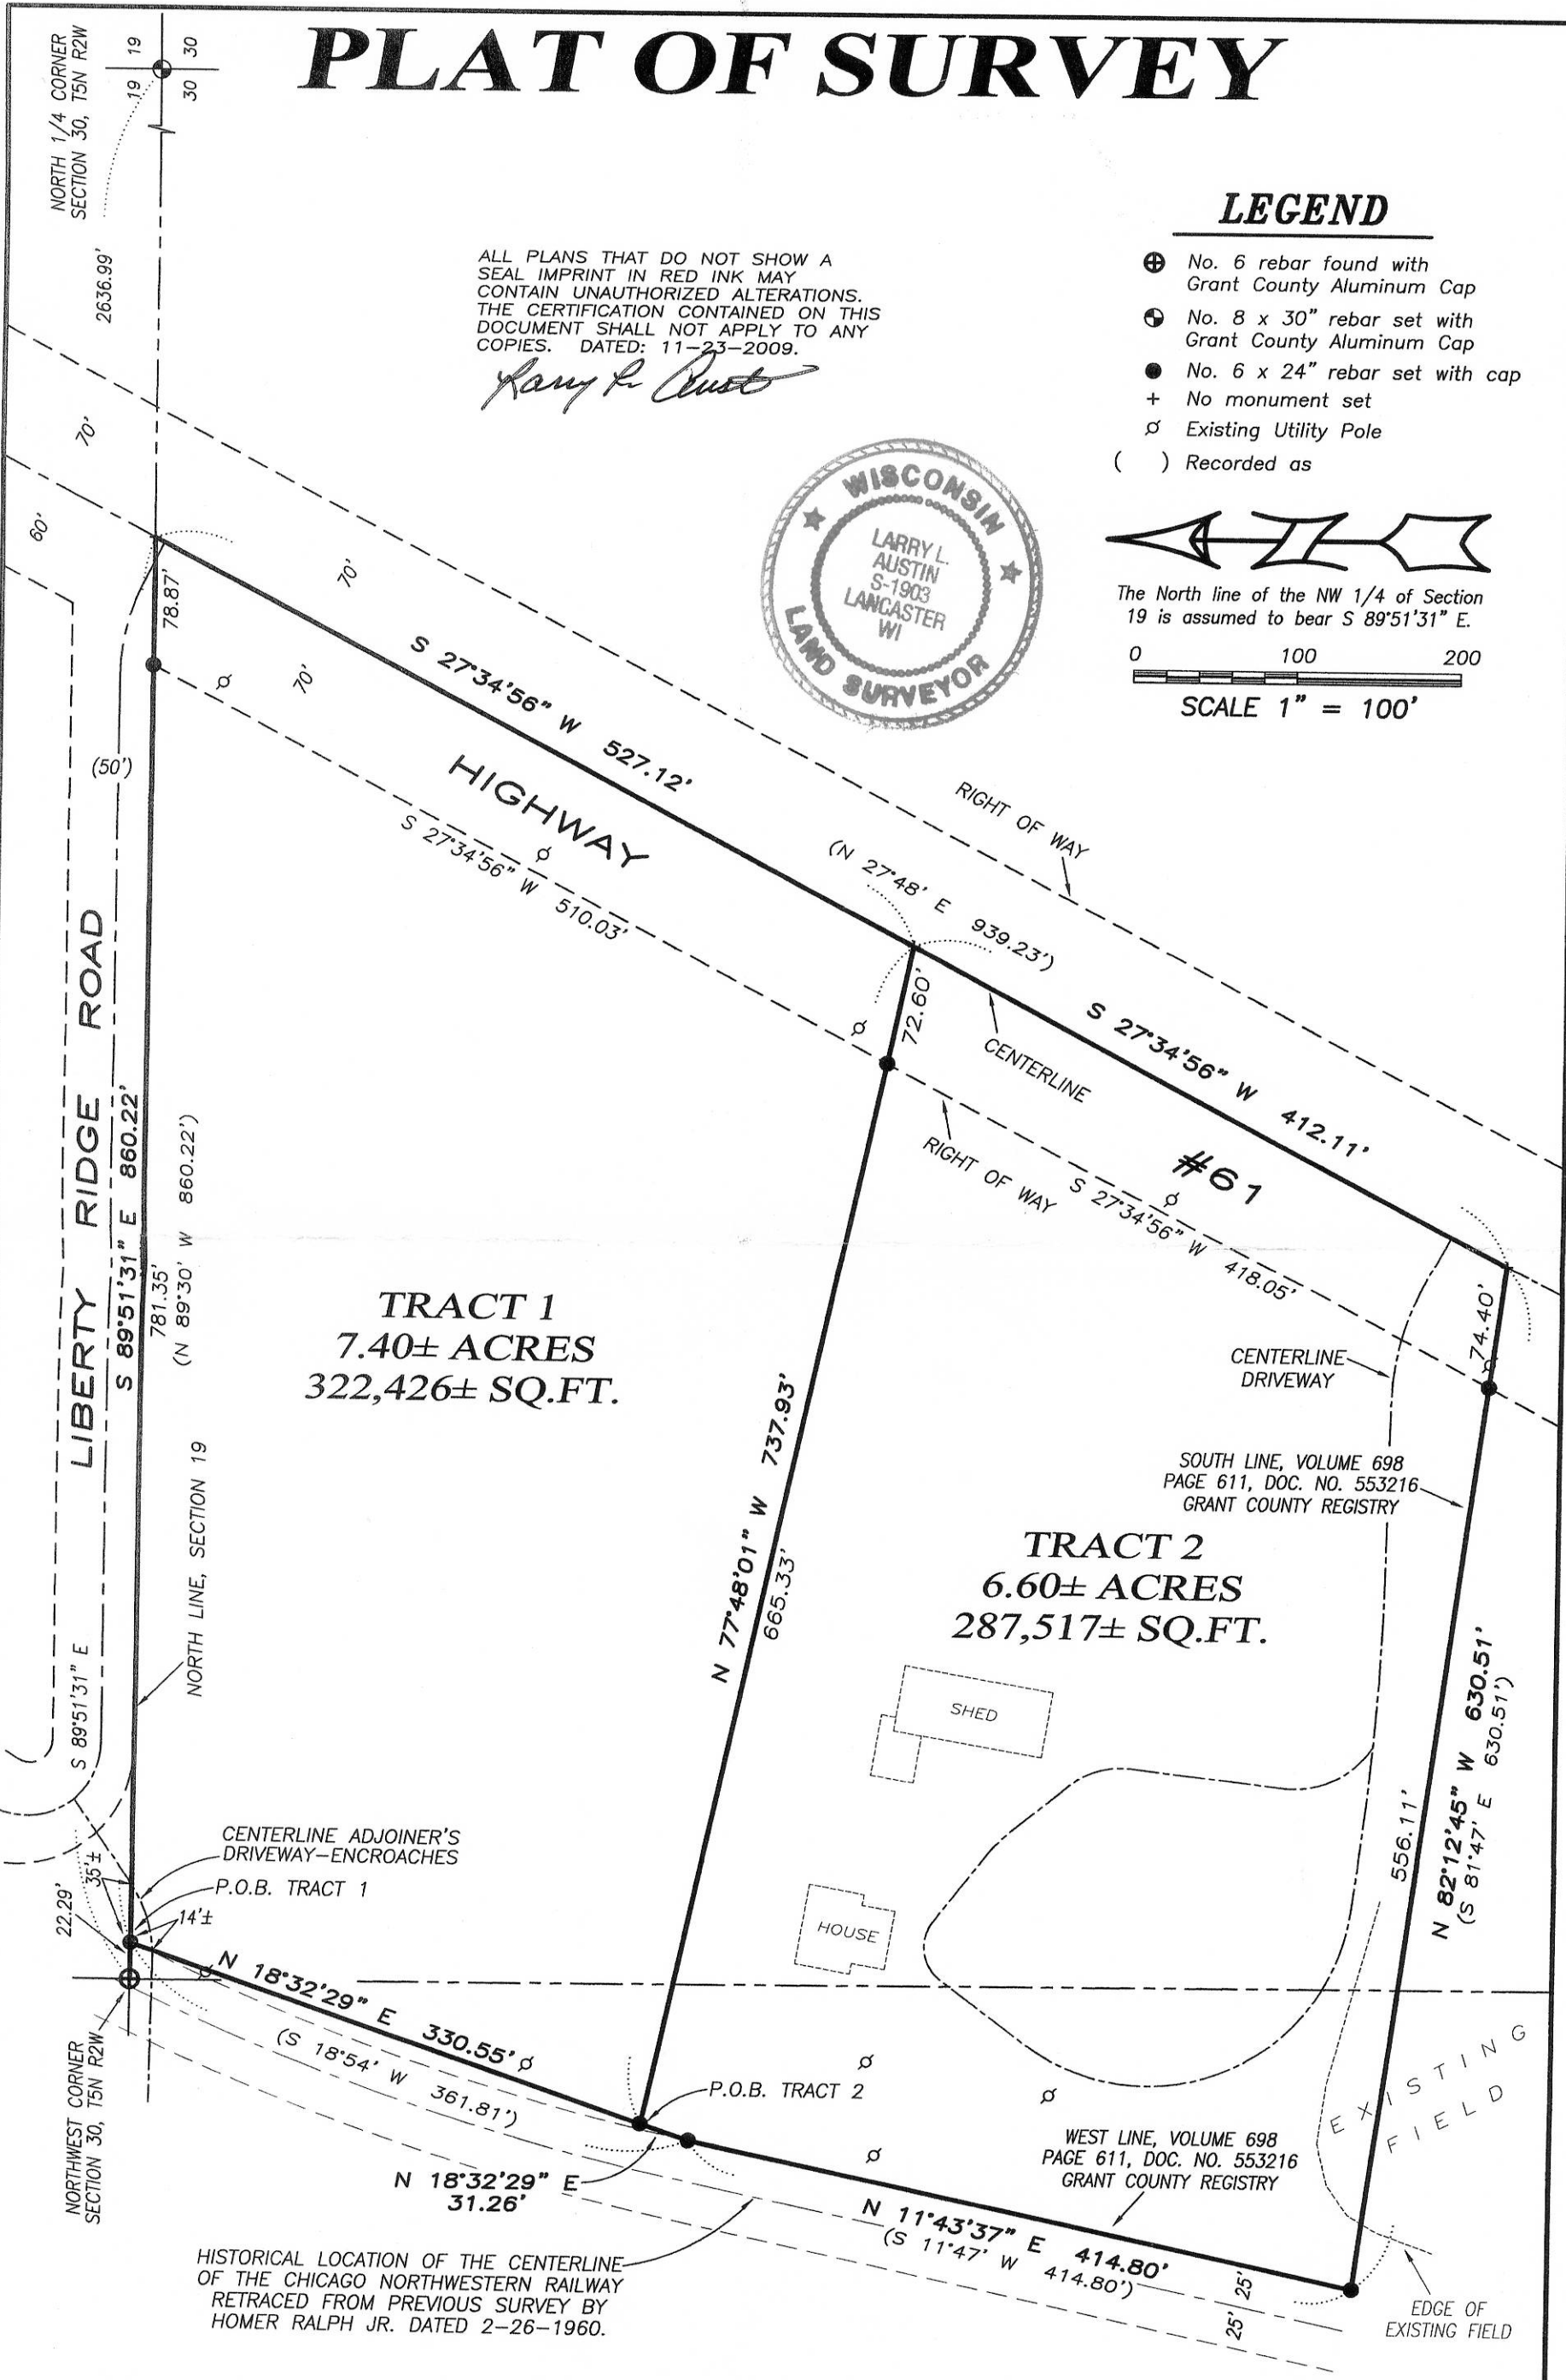 PLAT OF SURVEY
NORTH 1/4 CORNER
SECTION 30, T5N R2W
19
30
19
30
2636.99'
ALL PLANS THAT DO NOT SHOW A
SEAL IMPRINT IN RED INK MAY
CONTAIN UNAUTHORIZED ALTERATIONS.
THE CERTIFICATION CONTAINED ON THIS
DOCUMENT SHALL NOT APPLY TO ANY
COPIES. DATED: 11-23-2009.
LEGEND
No. 6 rebar found with
Grant County Aluminum Cap
No. 8 x 30" rebar set with
Grant County Aluminum Cap
No. 6 x 24" rebar set with cap
+ No monument set
Existing Utility Pole
( ) Recorded as
The North line of the NW 1/4 of Section
19 is assumed to bear S 89°51'31" E.
0 100 200
SCALE 1" = 100'
WISCONSIN
LARRY L.
AUSTIN
S-1903
LANCASTER
WI
LAND SURVEYOR
70'
60'
70'
70'
78.87'
(50')
S 27°34'56" W 527.12'
HIGHWAY
S 27°34'56" W 510.03'
RIGHT OF WAY
(N 27°48' E 939.23')
72.60'
CENTERLINE
S 27°34'56" W 412.11'
#61
RIGHT OF WAY
S 27°34'56" W 418.05'
74.40'
LIBERTY RIDGE ROAD
S 89°51'31" E 860.22'
781.35'
(N 89°30' W 860.22')
NORTH LINE, SECTION 19
S 89°51'31" E
TRACT 1
7.40± ACRES
322,426± SQ.FT.
N 77°48'01" W 737.93'
665.33'
CENTERLINE
DRIVEWAY
SOUTH LINE, VOLUME 698
PAGE 611, DOC. NO. 553216
GRANT COUNTY REGISTRY
TRACT 2
6.60± ACRES
287,517± SQ.FT.
SHED
HOUSE
N 82°12'45" W 630.51'
(S 81°47' E 630.51')
556.11'
CENTERLINE ADJOINER'S
DRIVEWAY-ENCROACHES
P.O.B. TRACT 1
35'±
14'±
22.29'
NORTHWEST CORNER
SECTION 30, T5N R2W
N 18°32'29" E 330.55'
(S 18°54' W 361.81')
P.O.B. TRACT 2
N 18°32'29" E
31.26'
WEST LINE, VOLUME 698
PAGE 611, DOC. NO. 553216
GRANT COUNTY REGISTRY
N 11°43'37" E 414.80'
(S 11°47' W 414.80')
25'
25'
EXISTING
FIELD
EDGE OF
EXISTING FIELD
HISTORICAL LOCATION OF THE CENTERLINE
OF THE CHICAGO NORTHWESTERN RAILWAY
RETRACED FROM PREVIOUS SURVEY BY
HOMER RALPH JR. DATED 2-26-1960.